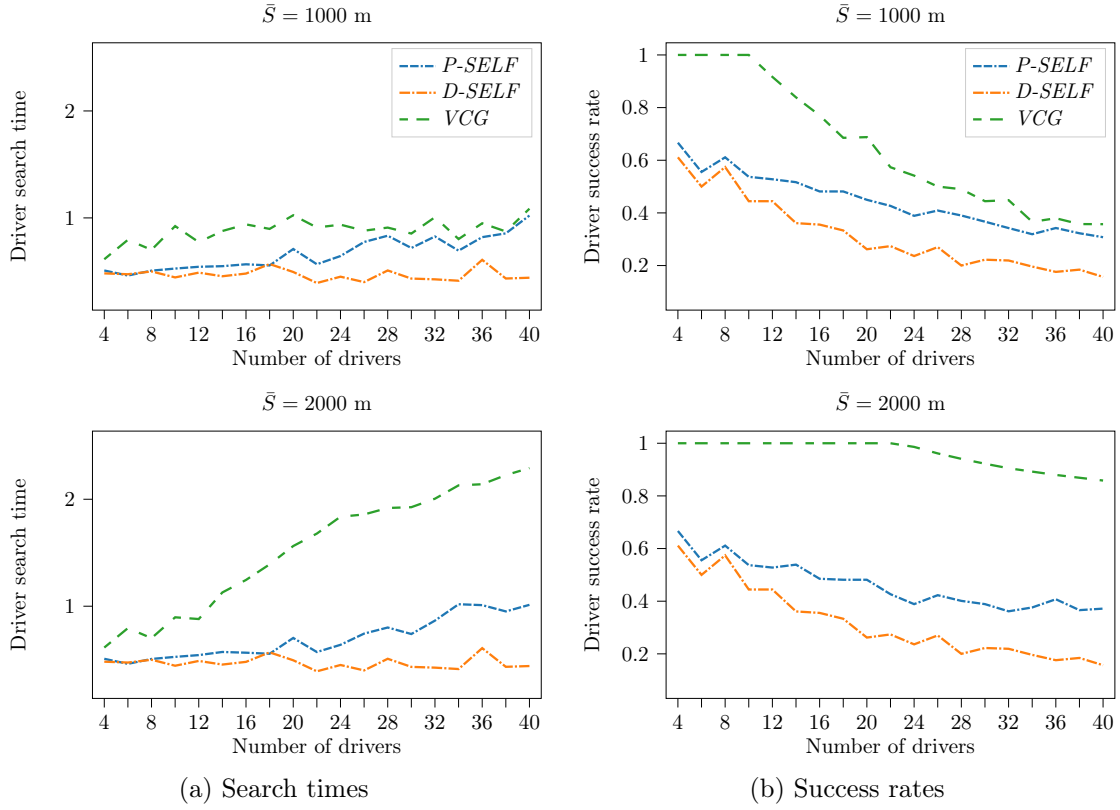 S̄ = 1000 m
Driver search time
2
1
P-SELF
D-SELF
VCG
4 8 12 16 20 24 28 32 36 40
Number of drivers
S̄ = 1000 m
Driver success rate
1
0.8
0.6
0.4
0.2
P-SELF
D-SELF
VCG
4 8 12 16 20 24 28 32 36 40
Number of drivers
S̄ = 2000 m
Driver search time
2
1
4 8 12 16 20 24 28 32 36 40
Number of drivers
S̄ = 2000 m
Driver success rate
1
0.8
0.6
0.4
0.2
4 8 12 16 20 24 28 32 36 40
Number of drivers
(a) Search times
(b) Success rates